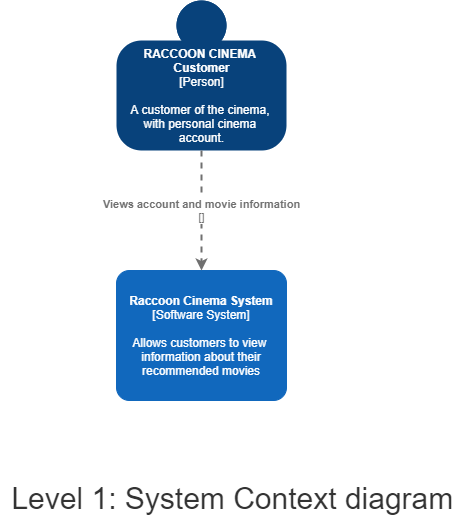 RACCOON CINEMA
Customer
[Person]
A customer of the cinema,
with personal cinema
account.
Views account and movie information
[]
Raccoon Cinema System
[Software System]
Allows customers to view
information about their
recommended movies
Level 1: System Context diagram